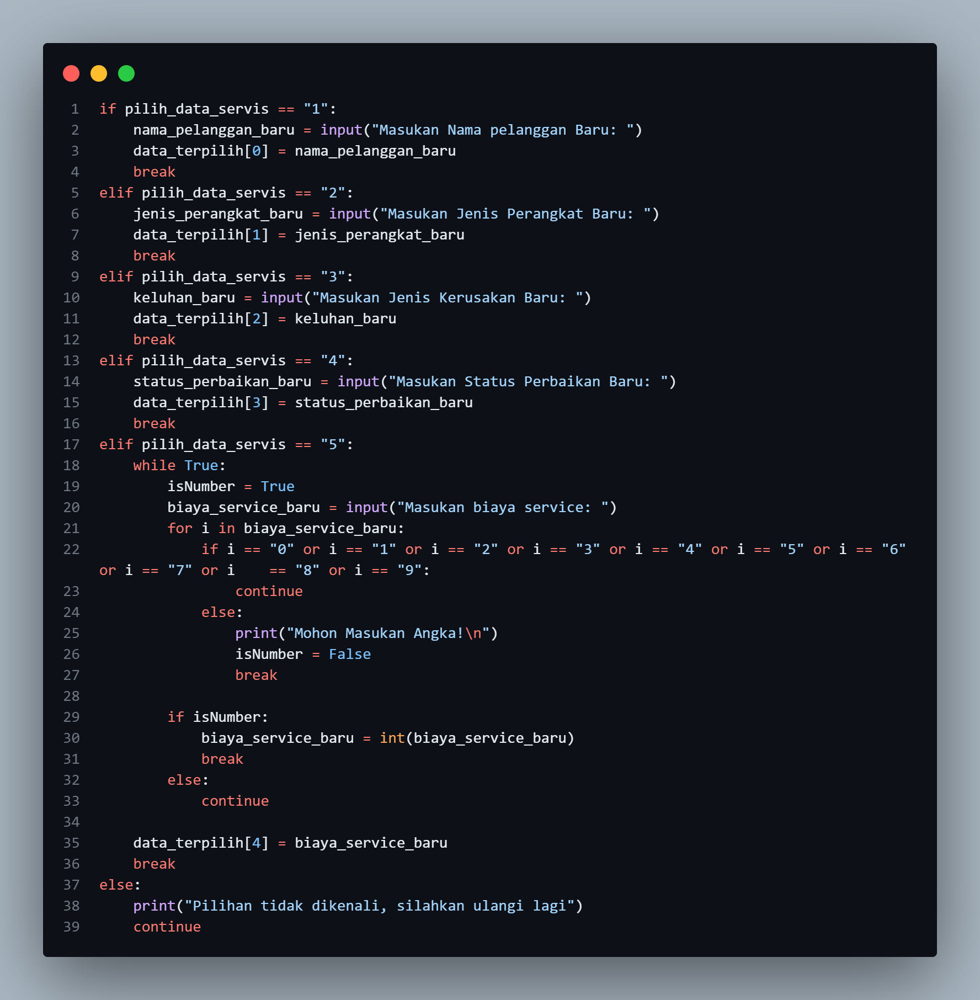 1 if pilih_data_servis == "1":
2     nama_pelanggan_baru = input("Masukan Nama pelanggan Baru: ")
3     data_terpilih[0] = nama_pelanggan_baru
4     break
5 elif pilih_data_servis == "2":
6     jenis_perangkat_baru = input("Masukan Jenis Perangkat Baru: ")
7     data_terpilih[1] = jenis_perangkat_baru
8     break
9 elif pilih_data_servis == "3":
10     keluhan_baru = input("Masukan Jenis Kerusakan Baru: ")
11     data_terpilih[2] = keluhan_baru
12     break
13 elif pilih_data_servis == "4":
14     status_perbaikan_baru = input("Masukan Status Perbaikan Baru: ")
15     data_terpilih[3] = status_perbaikan_baru
16     break
17 elif pilih_data_servis == "5":
18     while True:
19         isNumber = True
20         biaya_service_baru = input("Masukan biaya service: ")
21         for i in biaya_service_baru:
22             if i == "0" or i == "1" or i == "2" or i == "3" or i == "4" or i == "5" or i == "6"
or i == "7" or i    == "8" or i == "9":
23                 continue
24             else:
25                 print("Mohon Masukan Angka!\n")
26                 isNumber = False
27                 break
28
29         if isNumber:
30             biaya_service_baru = int(biaya_service_baru)
31             break
32         else:
33             continue
34
35     data_terpilih[4] = biaya_service_baru
36     break
37 else:
38     print("Pilihan tidak dikenali, silahkan ulangi lagi")
39     continue